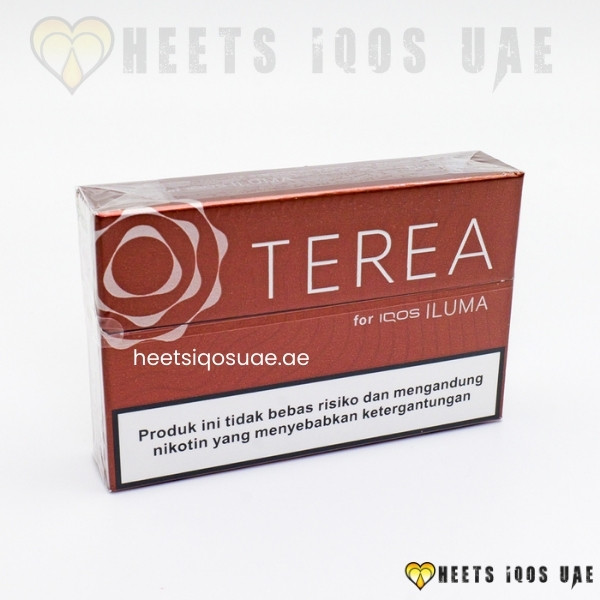 HEETS iQOS UAE
TEREA
for IQOS ILUMA
heetsiqosuae.ae
Produk ini tidak bebas risiko dan mengandung
nikotin yang menyebabkan ketergantungan
HEETS iQOS UAE